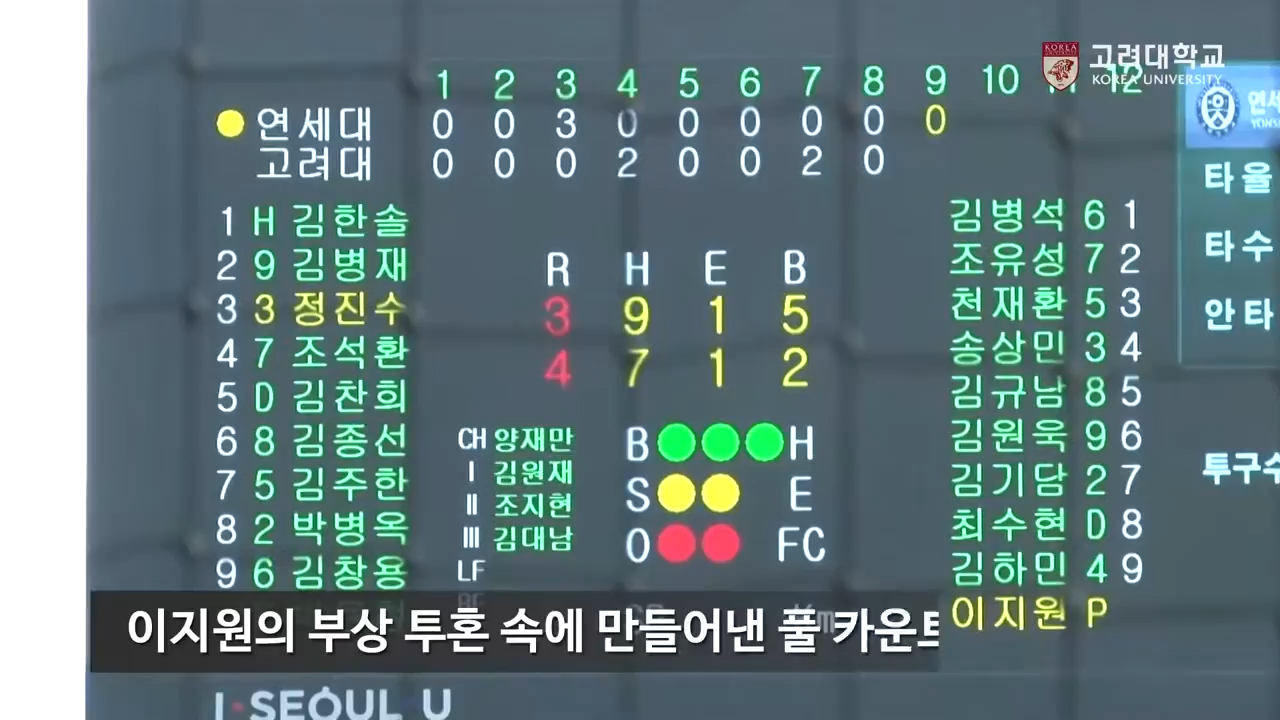 고려대학교
KOREA UNIVERSITY
1 2 3 4 5 6 7 8 9 10 11 12
연세대 0 0 3 0 0 0 0 0 0
고려대 0 0 0 2 0 0 2 0
연세
YONS
타율
타수
안타
투구수
1 H 김한솔
2 9 김병재
3 3 정진수
4 7 조석환
5 D 김찬희
6 8 김종선
7 5 김주한
8 2 박병옥
9 6 김창용
R H E B
3 9 1 5
4 7 1 2
CH 양재만
I 김원재
II 조지현
III 김대남
LF
B H
S E
O FC
김병석 6 1
조유성 7 2
천재환 5 3
송상민 3 4
김규남 8 5
김원욱 9 6
김기담 2 7
최수현 D 8
김하민 4 9
이지원 P
이지원의 부상 투혼 속에 만들어낸 풀 카운트
I·SEOUL U